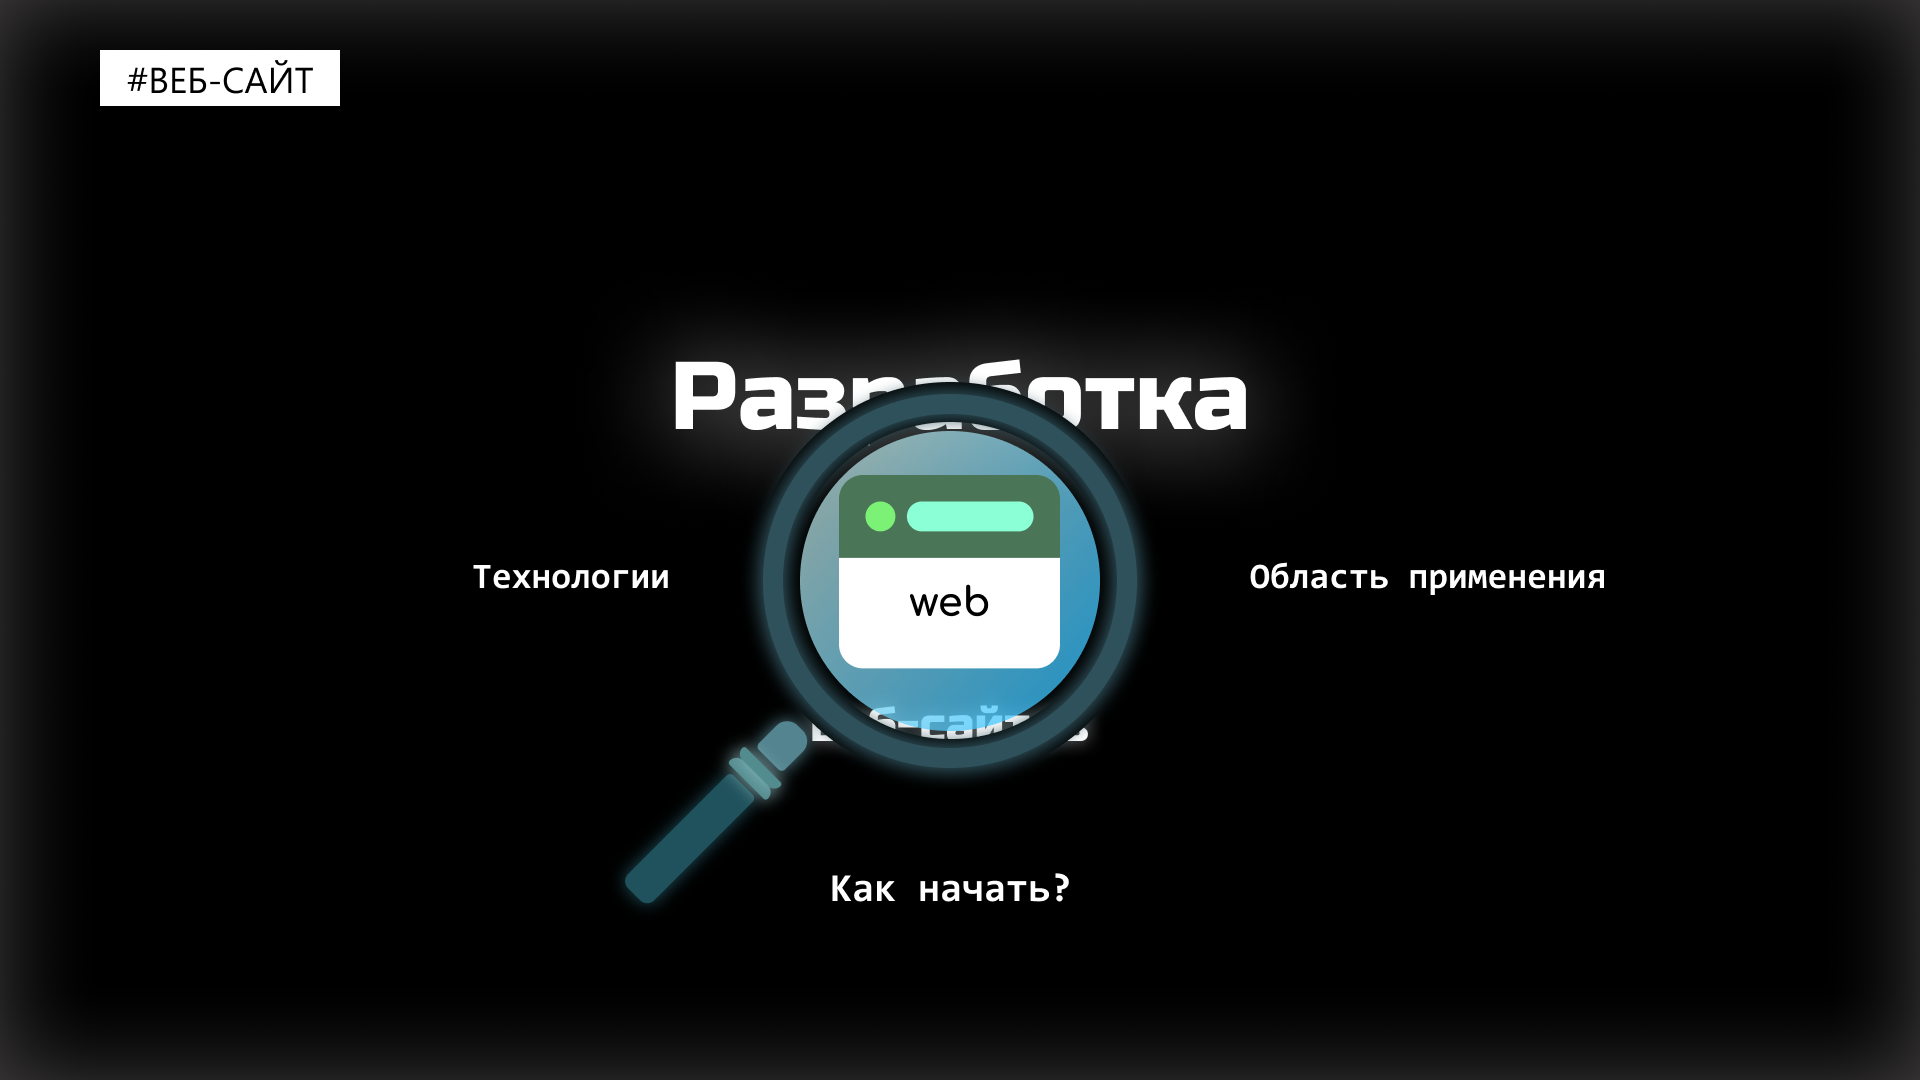 #ВЕБ-САЙТ
Разработка
Технологии
web
Область применения
Как начать?